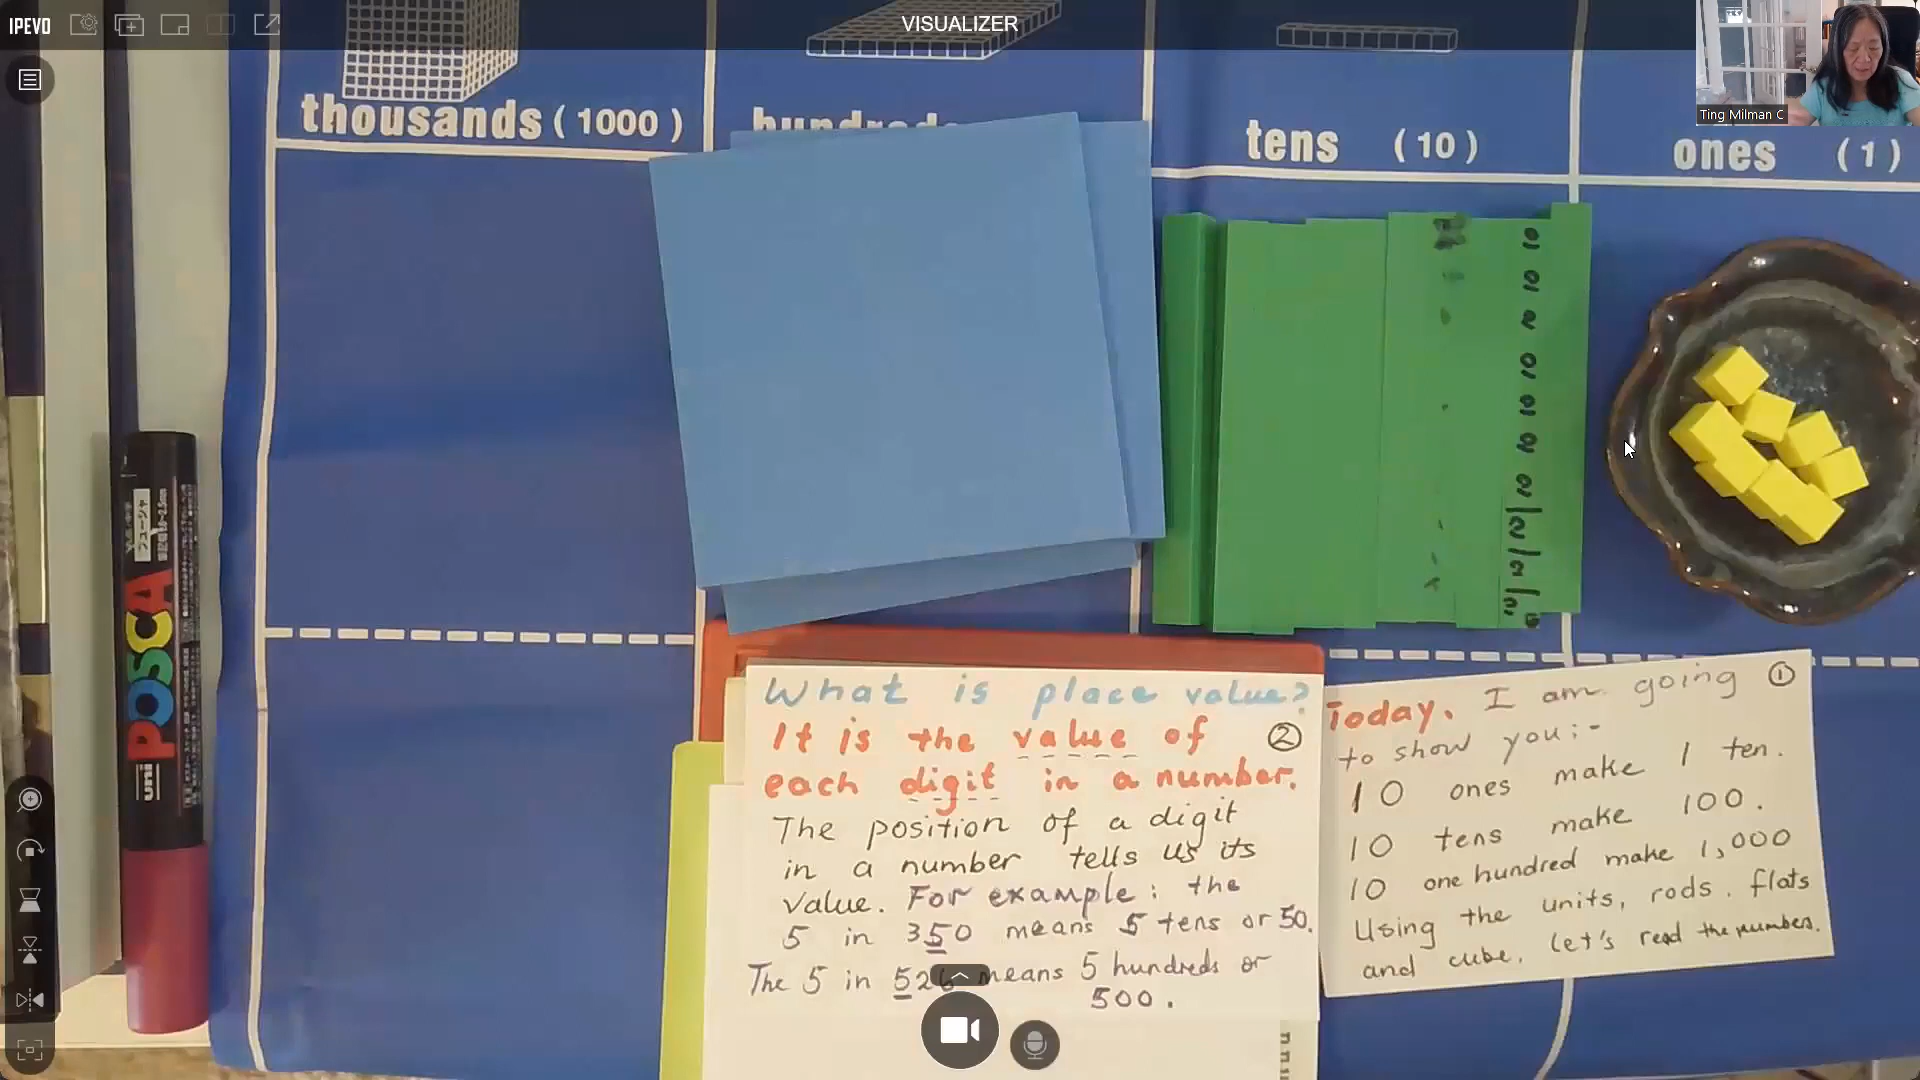 IPEVO
VISUALIZER
Ting Milman C
thousands (1000)
tens (10)
ones (1)
uni POSCA
What is place value?
It is the value of ②
each digit in a number.
The position of a digit
in a number tells us its
value. For example: the
5 in 350 means 5 tens or 50.
The 5 in 526 means 5 hundreds or
500.
Today. I am going ①
to show you:-
10 ones make 1 ten.
10 tens make 100.
10 one hundred make 1,000
Using the units, rods. flats
and cube. Let's read the numbers.